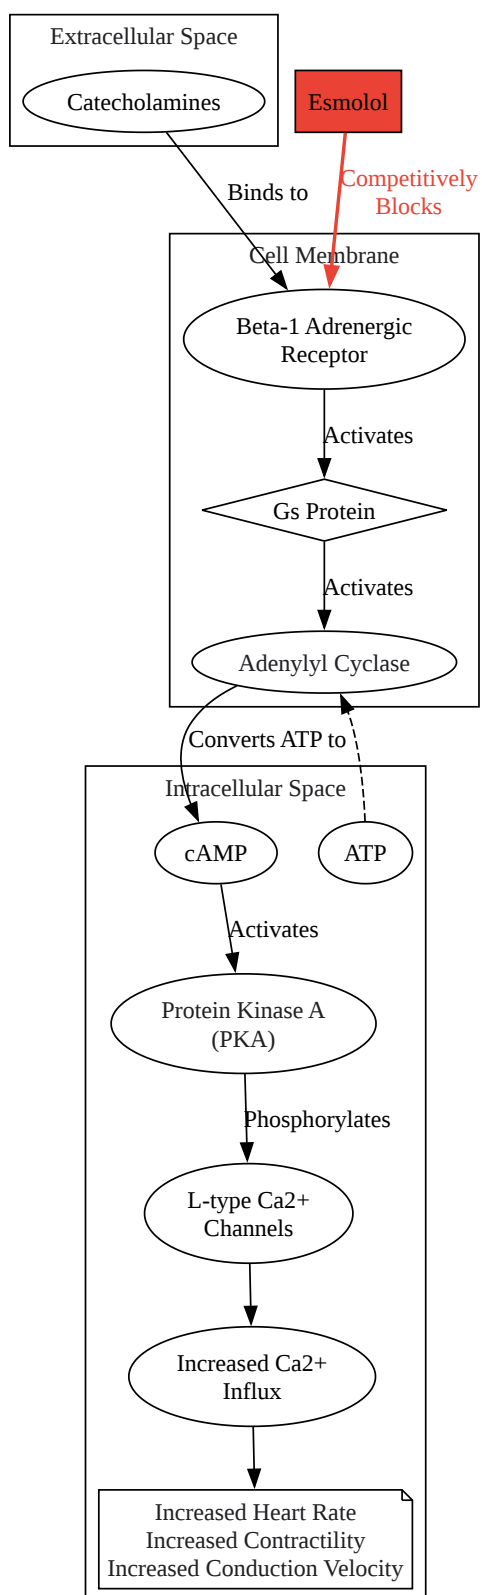 Extracellular Space
Catecholamines
Esmolol
Binds to
Competitively
Blocks
Cell Membrane
Beta-1 Adrenergic
Receptor
Activates
Gs Protein
Activates
Adenylyl Cyclase
Converts ATP to
Intracellular Space
cAMP
ATP
Activates
Protein Kinase A
(PKA)
Phosphorylates
L-type Ca2+
Channels
Increased Ca2+
Influx
Increased Heart Rate
Increased Contractility
Increased Conduction Velocity